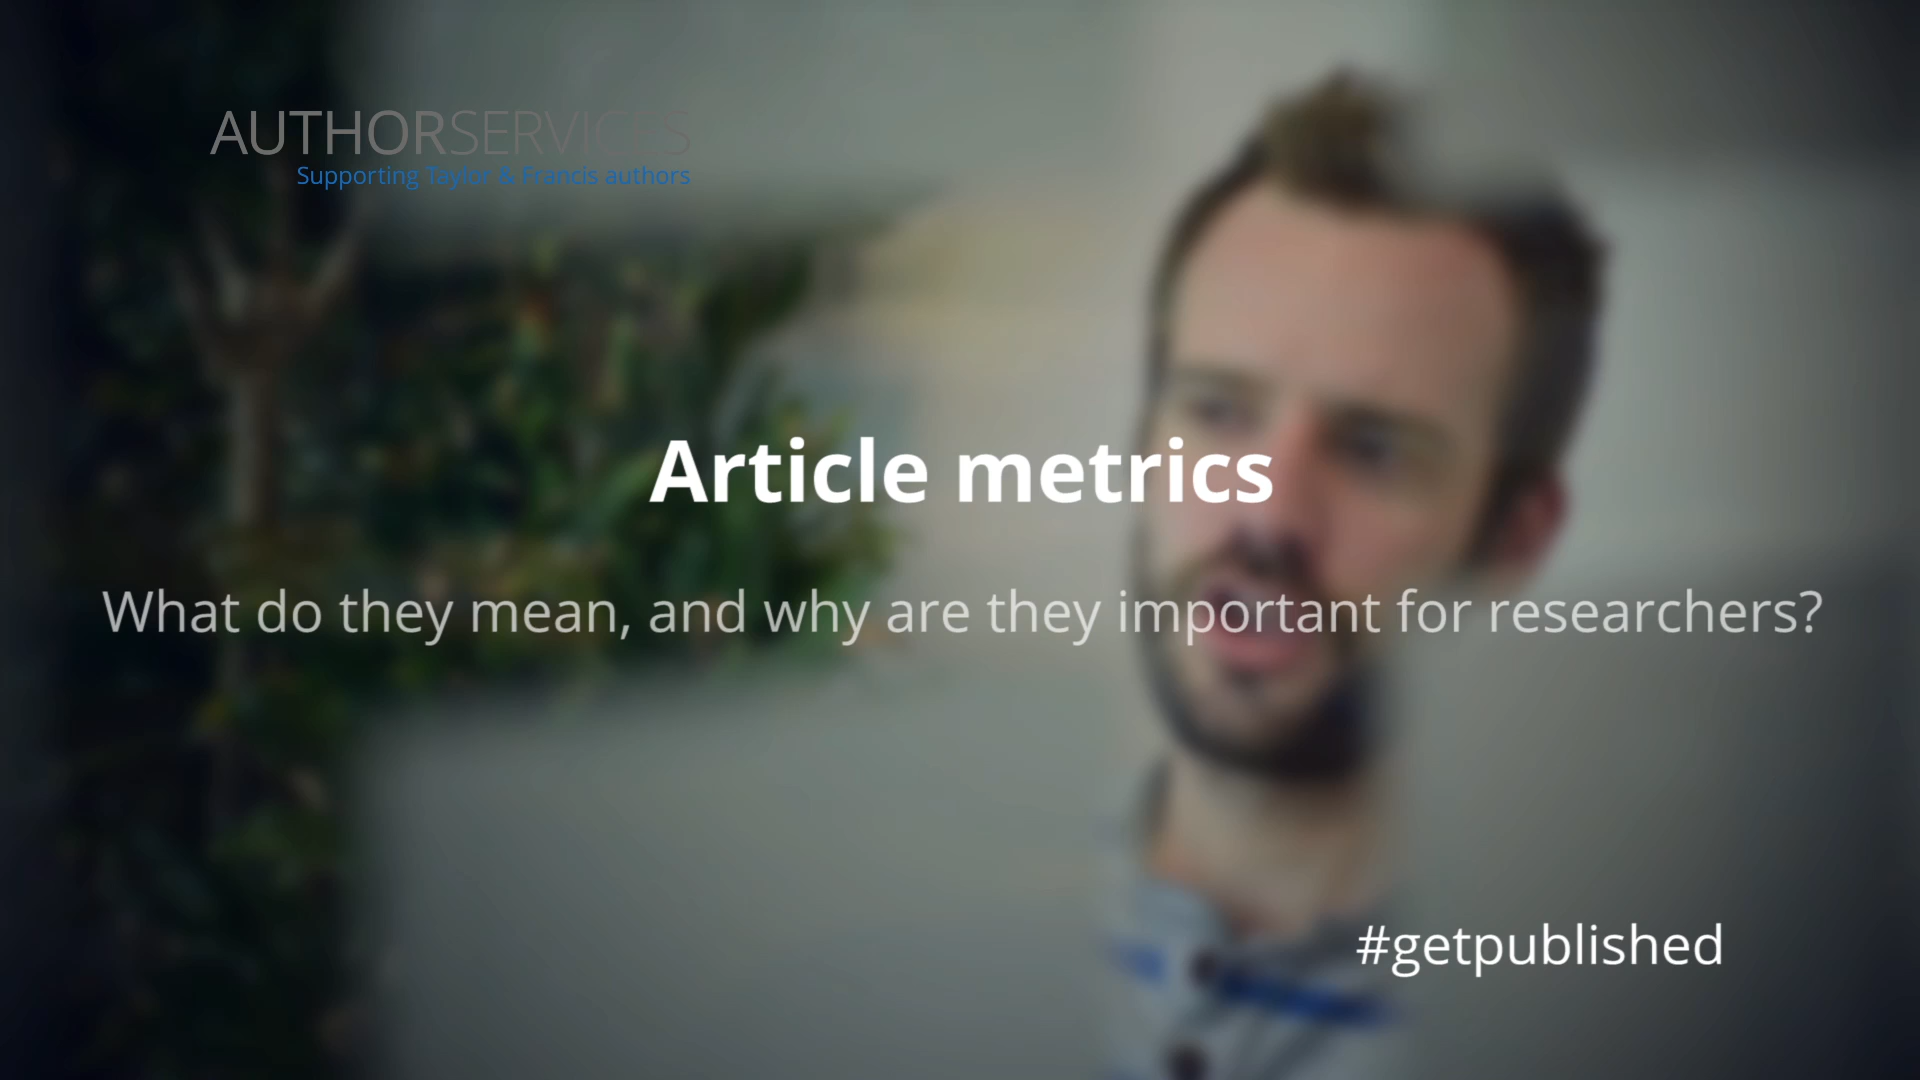 AUTHORSERVICES
Supporting Taylor & Francis authors
Article metrics
What do they mean, and why are they important for researchers?
#getpublished